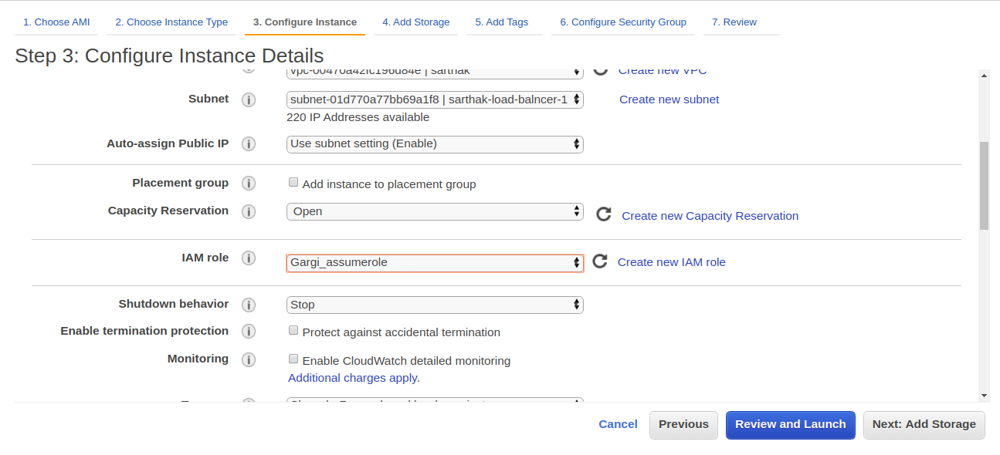 1. Choose AMI 2. Choose Instance Type 3. Configure Instance 4. Add Storage 5. Add Tags 6. Configure Security Group 7. Review
Step 3: Configure Instance Details
vpc-00470a42fc196d84e | sarthak Create new VPC
Subnet subnet-01d770a77bb69a1f8 | sarthak-load-balncer-1 Create new subnet
220 IP Addresses available
Auto-assign Public IP Use subnet setting (Enable)
Placement group Add instance to placement group
Capacity Reservation Open Create new Capacity Reservation
IAM role Gargi_assumerole Create new IAM role
Shutdown behavior Stop
Enable termination protection Protect against accidental termination
Monitoring Enable CloudWatch detailed monitoring
Additional charges apply.
Cancel Previous Review and Launch Next: Add Storage